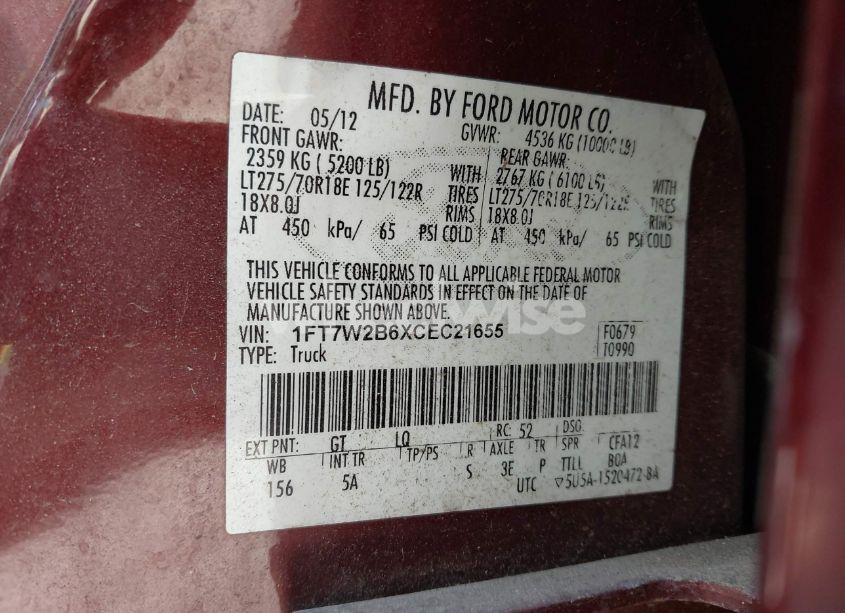 MFD. BY FORD MOTOR CO.
DATE: 05/12 GVWR: 4536 KG (10000 LB)
FRONT GAWR: REAR GAWR:
2359 KG ( 5200 LB) WITH 2767 KG ( 6100 LB) WITH
LT275/70R18E 125/122R TIRES LT275/70R18E 125/122R TIRES
18X8.0J RIMS 18X8.0J RIMS
AT 450 kPa/ 65 PSI COLD AT 450 kPa/ 65 PSI COLD
THIS VEHICLE CONFORMS TO ALL APPLICABLE FEDERAL MOTOR
VEHICLE SAFETY STANDARDS IN EFFECT ON THE DATE OF
MANUFACTURE SHOWN ABOVE.
VIN: 1FT7W2B6XCEC21655 F0679
TYPE: Truck T0990
EXT PNT: GT LQ RC: 52 DSO:
WB INT TR TP/PS R AXLE TR SPR CFA12
156 5A S 3E P TTLL BOA
UTC ▽5U5A-1520472-BA